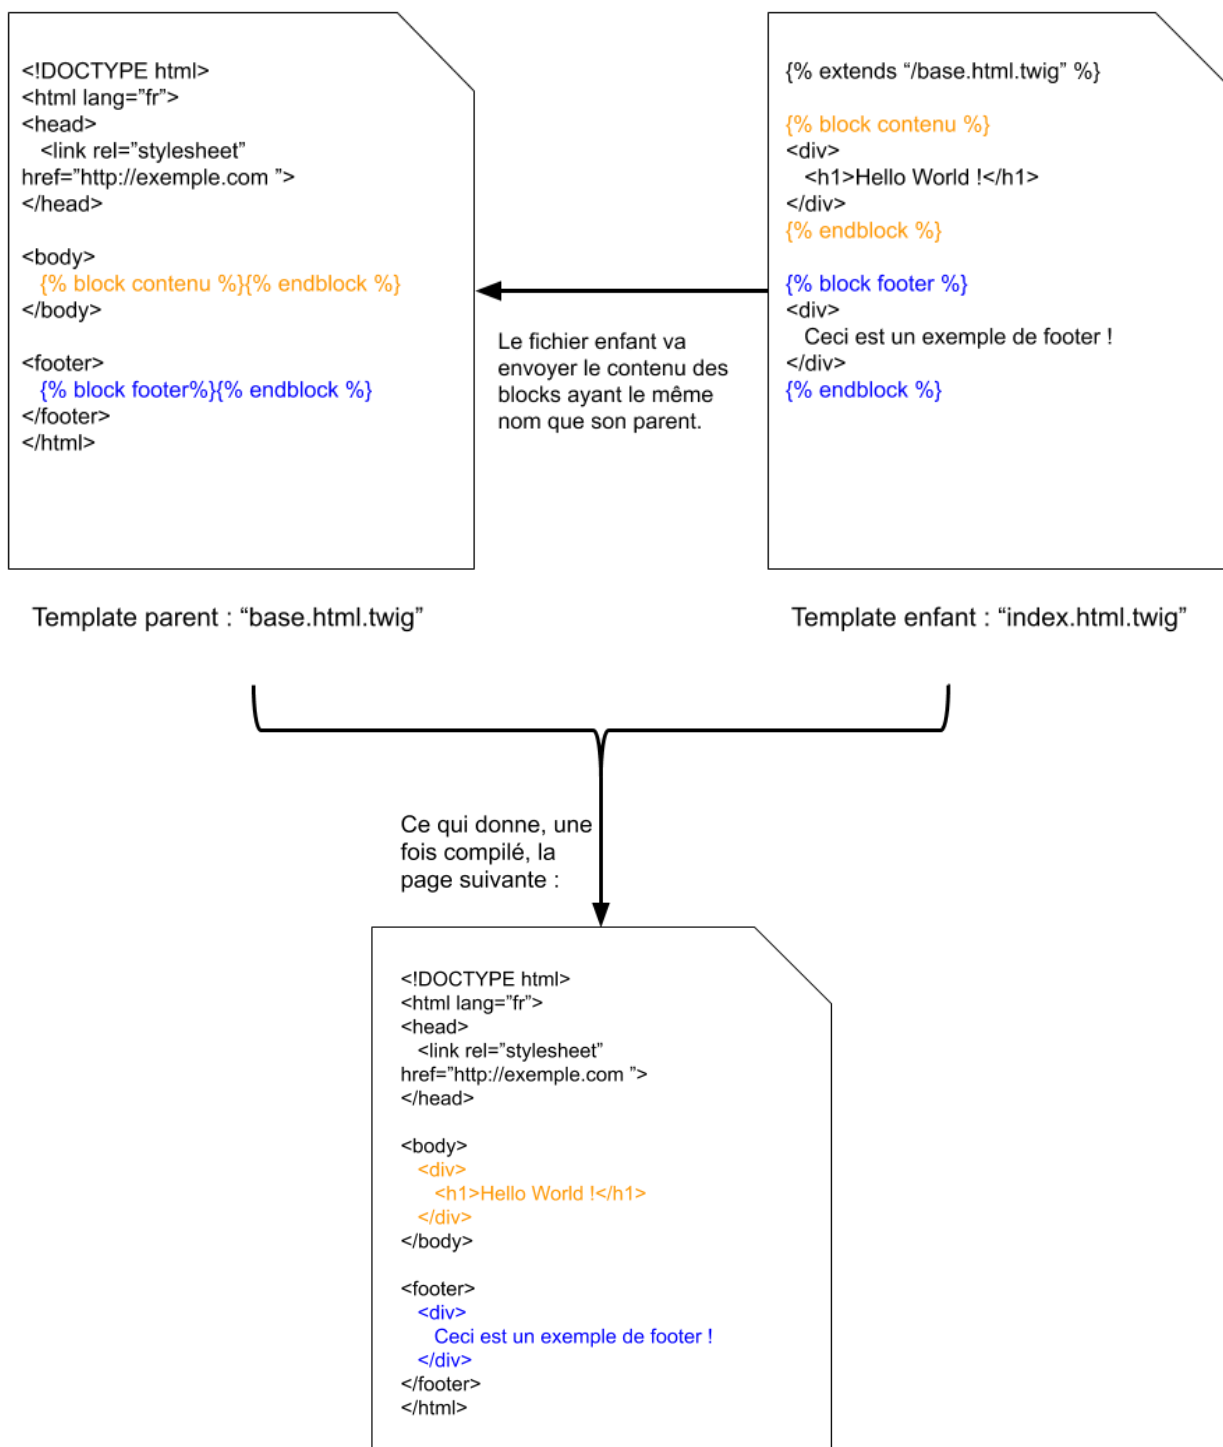 <!DOCTYPE html>
<html lang=”fr”>
<head>
<link rel=”stylesheet”
href=”http://exemple.com ”>
</head>
<body>
{% block contenu %}{% endblock %}
</body>
<footer>
{% block footer%}{% endblock %}
</footer>
</html>
Le fichier enfant va
envoyer le contenu des
blocks ayant le même
nom que son parent.
{% extends “/base.html.twig” %}
{% block contenu %}
<div>
<h1>Hello World !</h1>
</div>
{% endblock %}
{% block footer %}
<div>
Ceci est un exemple de footer !
</div>
{% endblock %}
Template parent : “base.html.twig”
Template enfant : “index.html.twig”
Ce qui donne, une
fois compilé, la
page suivante :
<!DOCTYPE html>
<html lang=”fr”>
<head>
<link rel=”stylesheet”
href=”http://exemple.com ”>
</head>
<body>
<div>
<h1>Hello World !</h1>
</div>
</body>
<footer>
<div>
Ceci est un exemple de footer !
</div>
</footer>
</html>